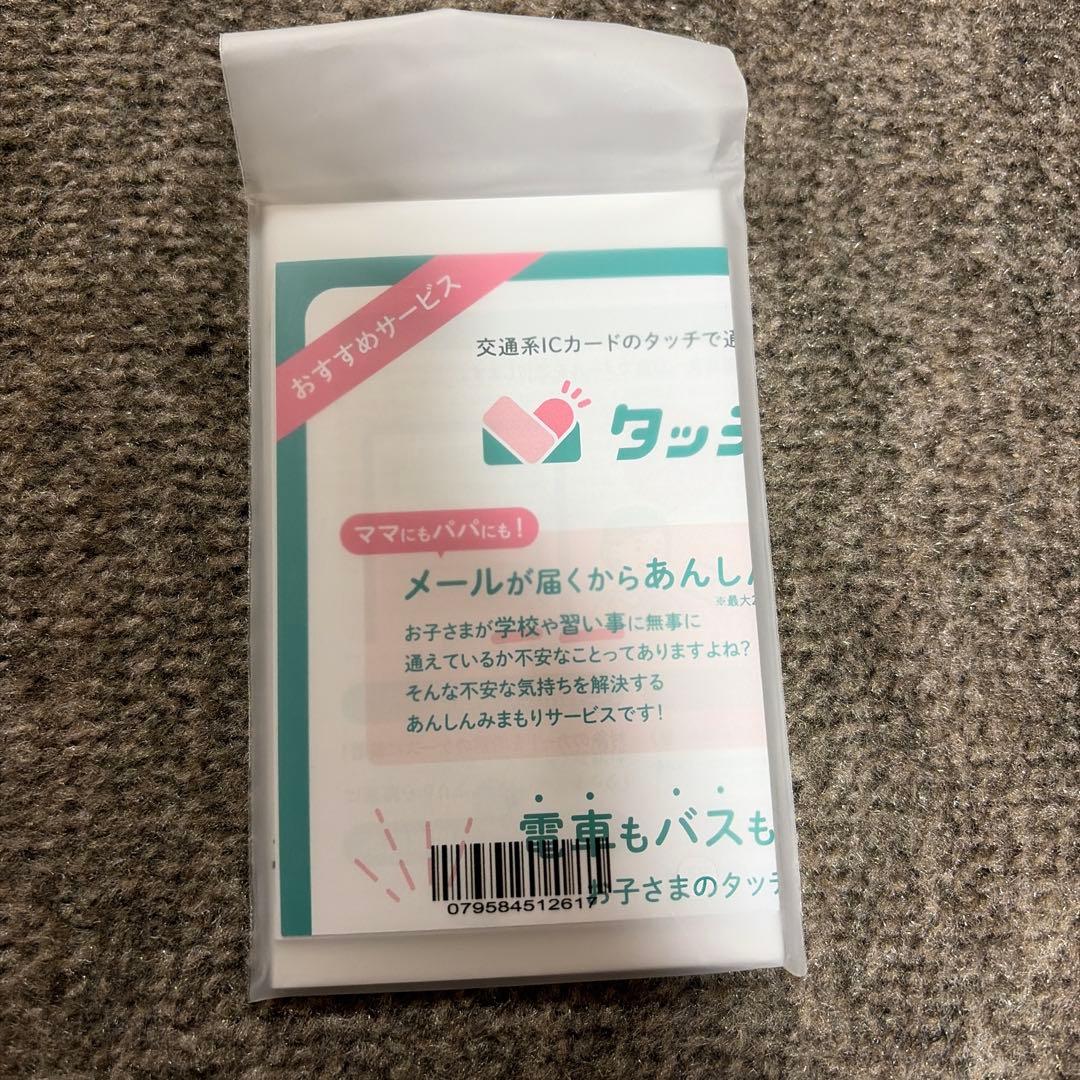 おすすめサービス
交通系ICカードのタッチで通
タッチ
ママにもパパにも!
メールが届くからあんしん
※最大2
お子さまが学校や習い事に無事に
通えているか不安なことってありますよね?
そんな不安な気持ちを解決する
あんしんみまもりサービスです!
電車もバスも
お子さまのタッチ
079584512617